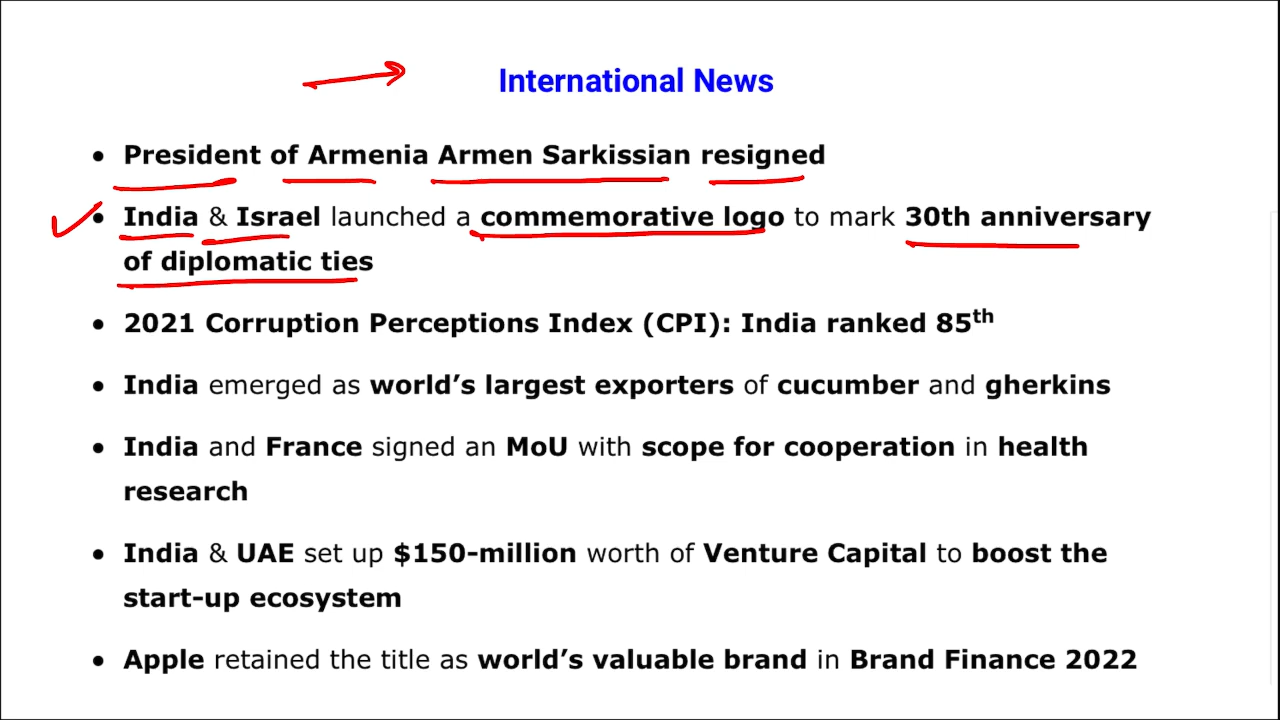 International News
• President of Armenia Armen Sarkissian resigned
• India & Israel launched a commemorative logo to mark 30th anniversary
of diplomatic ties
• 2021 Corruption Perceptions Index (CPI): India ranked 85th
• India emerged as world’s largest exporters of cucumber and gherkins
• India and France signed an MoU with scope for cooperation in health
research
• India & UAE set up $150-million worth of Venture Capital to boost the
start-up ecosystem
• Apple retained the title as world’s valuable brand in Brand Finance 2022